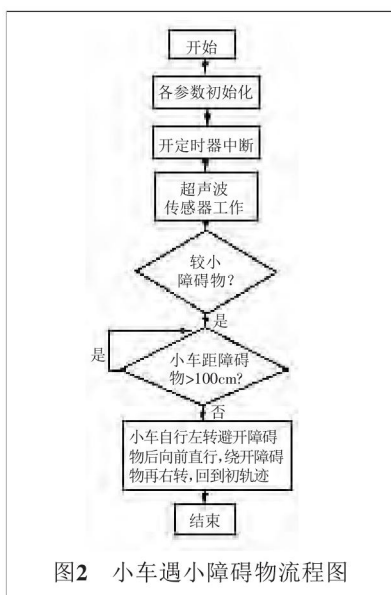 开始
各参数初始化
开定时器中断
超声波
传感器工作
较小
障碍物?
是
是
小车距障碍
物>100cm?
否
小车自行左转避开障碍
物后向前直行,绕开障碍
物再右转,回到初轨迹
结束
图2 小车遇小障碍物流程图